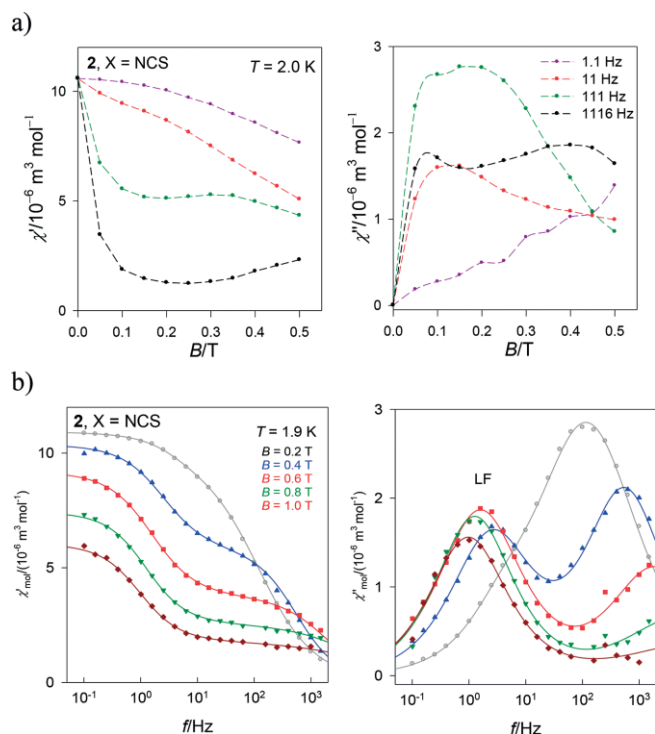 a)
2, X = NCS
T = 2.0 K
χ'/10⁻⁶ m³ mol⁻¹
10
5
0
0.0 0.1 0.2 0.3 0.4 0.5
B/T
1.1 Hz
11 Hz
111 Hz
1116 Hz
χ''/10⁻⁶ m³ mol⁻¹
3
2
1
0
0.0 0.1 0.2 0.3 0.4 0.5
B/T
b)
2, X = NCS
T = 1.9 K
B = 0.2 T
B = 0.4 T
B = 0.6 T
B = 0.8 T
B = 1.0 T
χ'mol/(10⁻⁶ m³ mol⁻¹)
10
5
0
10⁻¹ 10⁰ 10¹ 10² 10³
f/Hz
LF
χ''mol/(10⁻⁶ m³ mol⁻¹)
3
2
1
0
10⁻¹ 10⁰ 10¹ 10² 10³
f/Hz